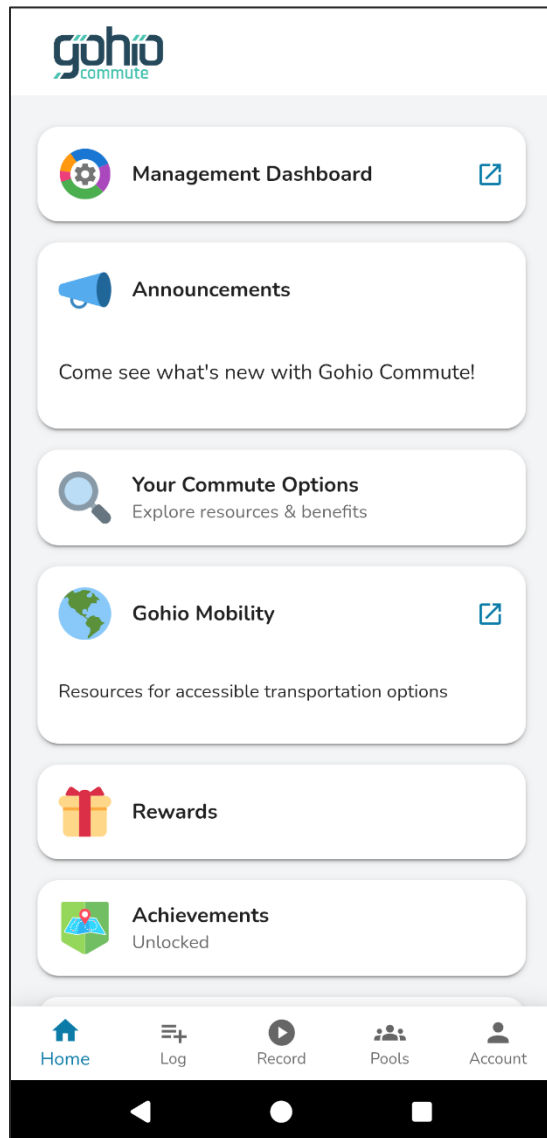 gohio
commute
Management Dashboard
Announcements
Come see what's new with Gohio Commute!
Your Commute Options
Explore resources & benefits
Gohio Mobility
Resources for accessible transportation options
Rewards
Achievements
Unlocked
Home Log Record Pools Account